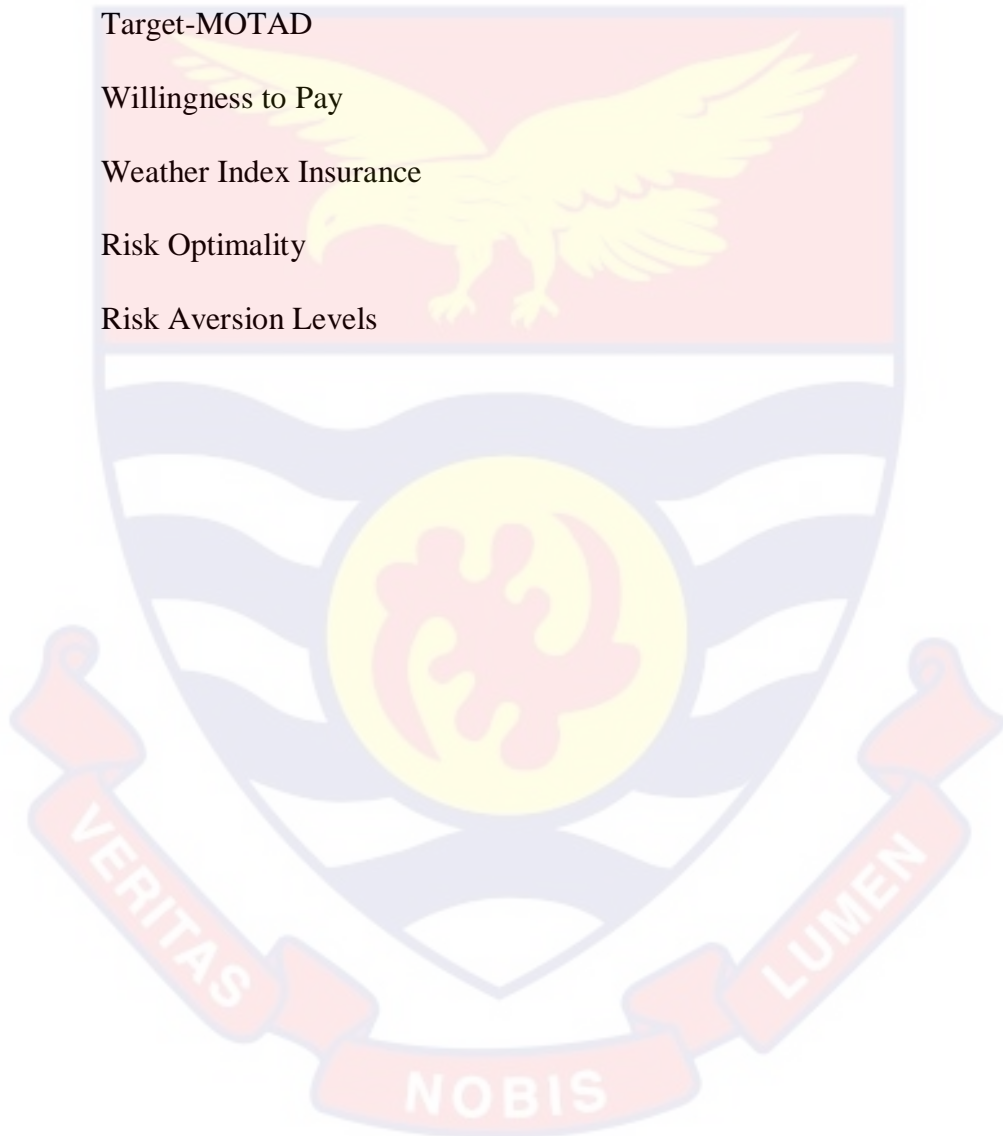 Target-MOTAD
Willingness to Pay
Weather Index Insurance
Risk Optimality
Risk Aversion Levels
VERITAS
NOBIS
LUMEN